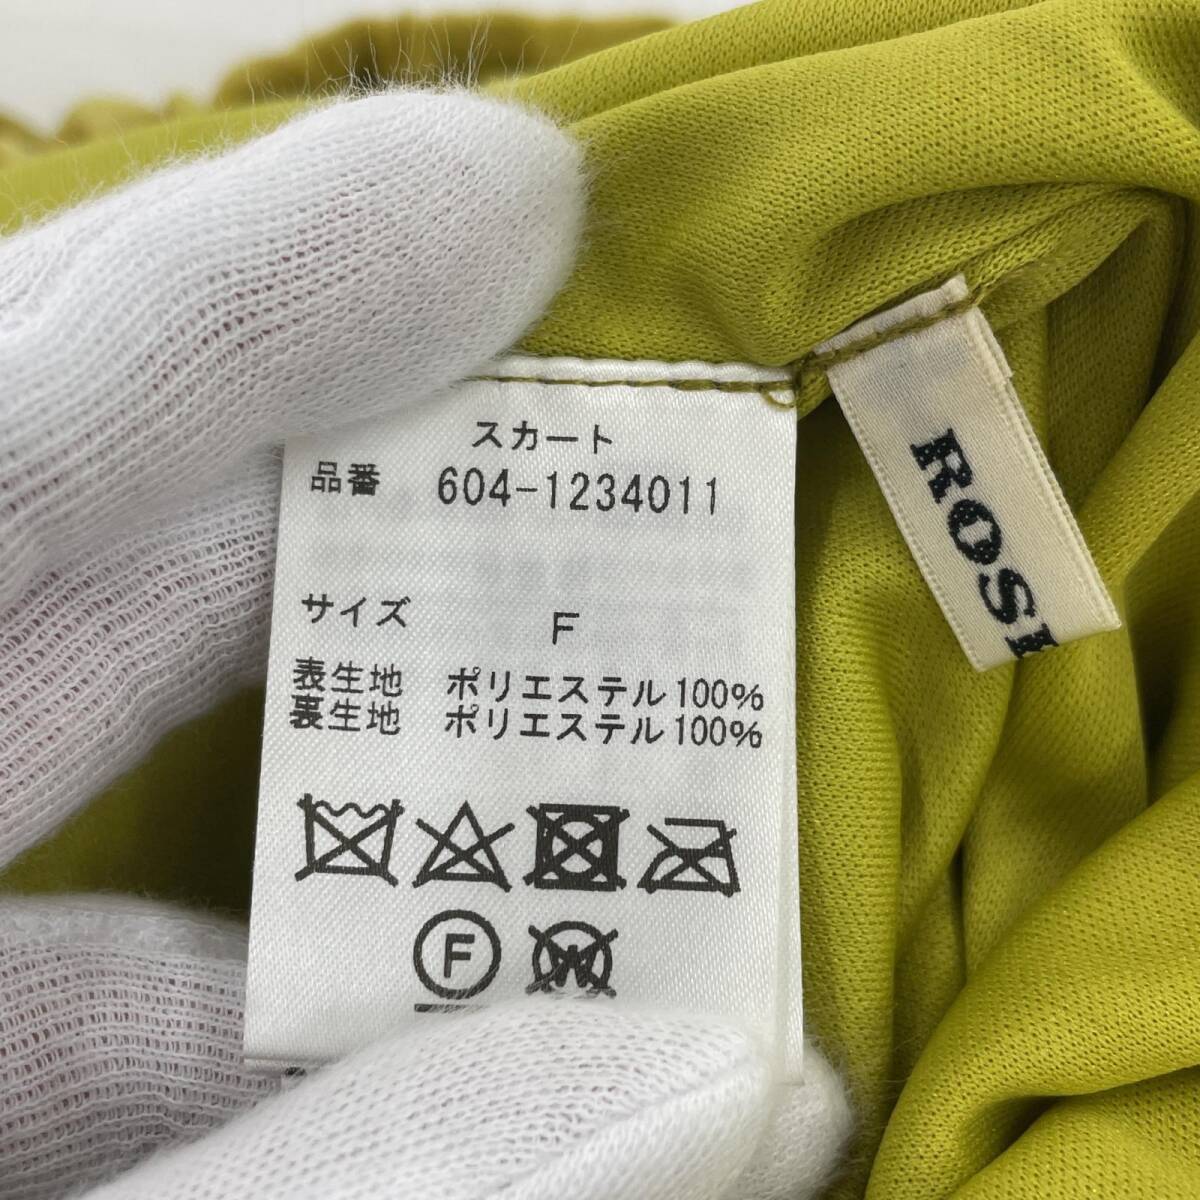 スカート
品番 604-1234011
サイズ F
表生地 ポリエステル100%
裏生地 ポリエステル100%
F
W